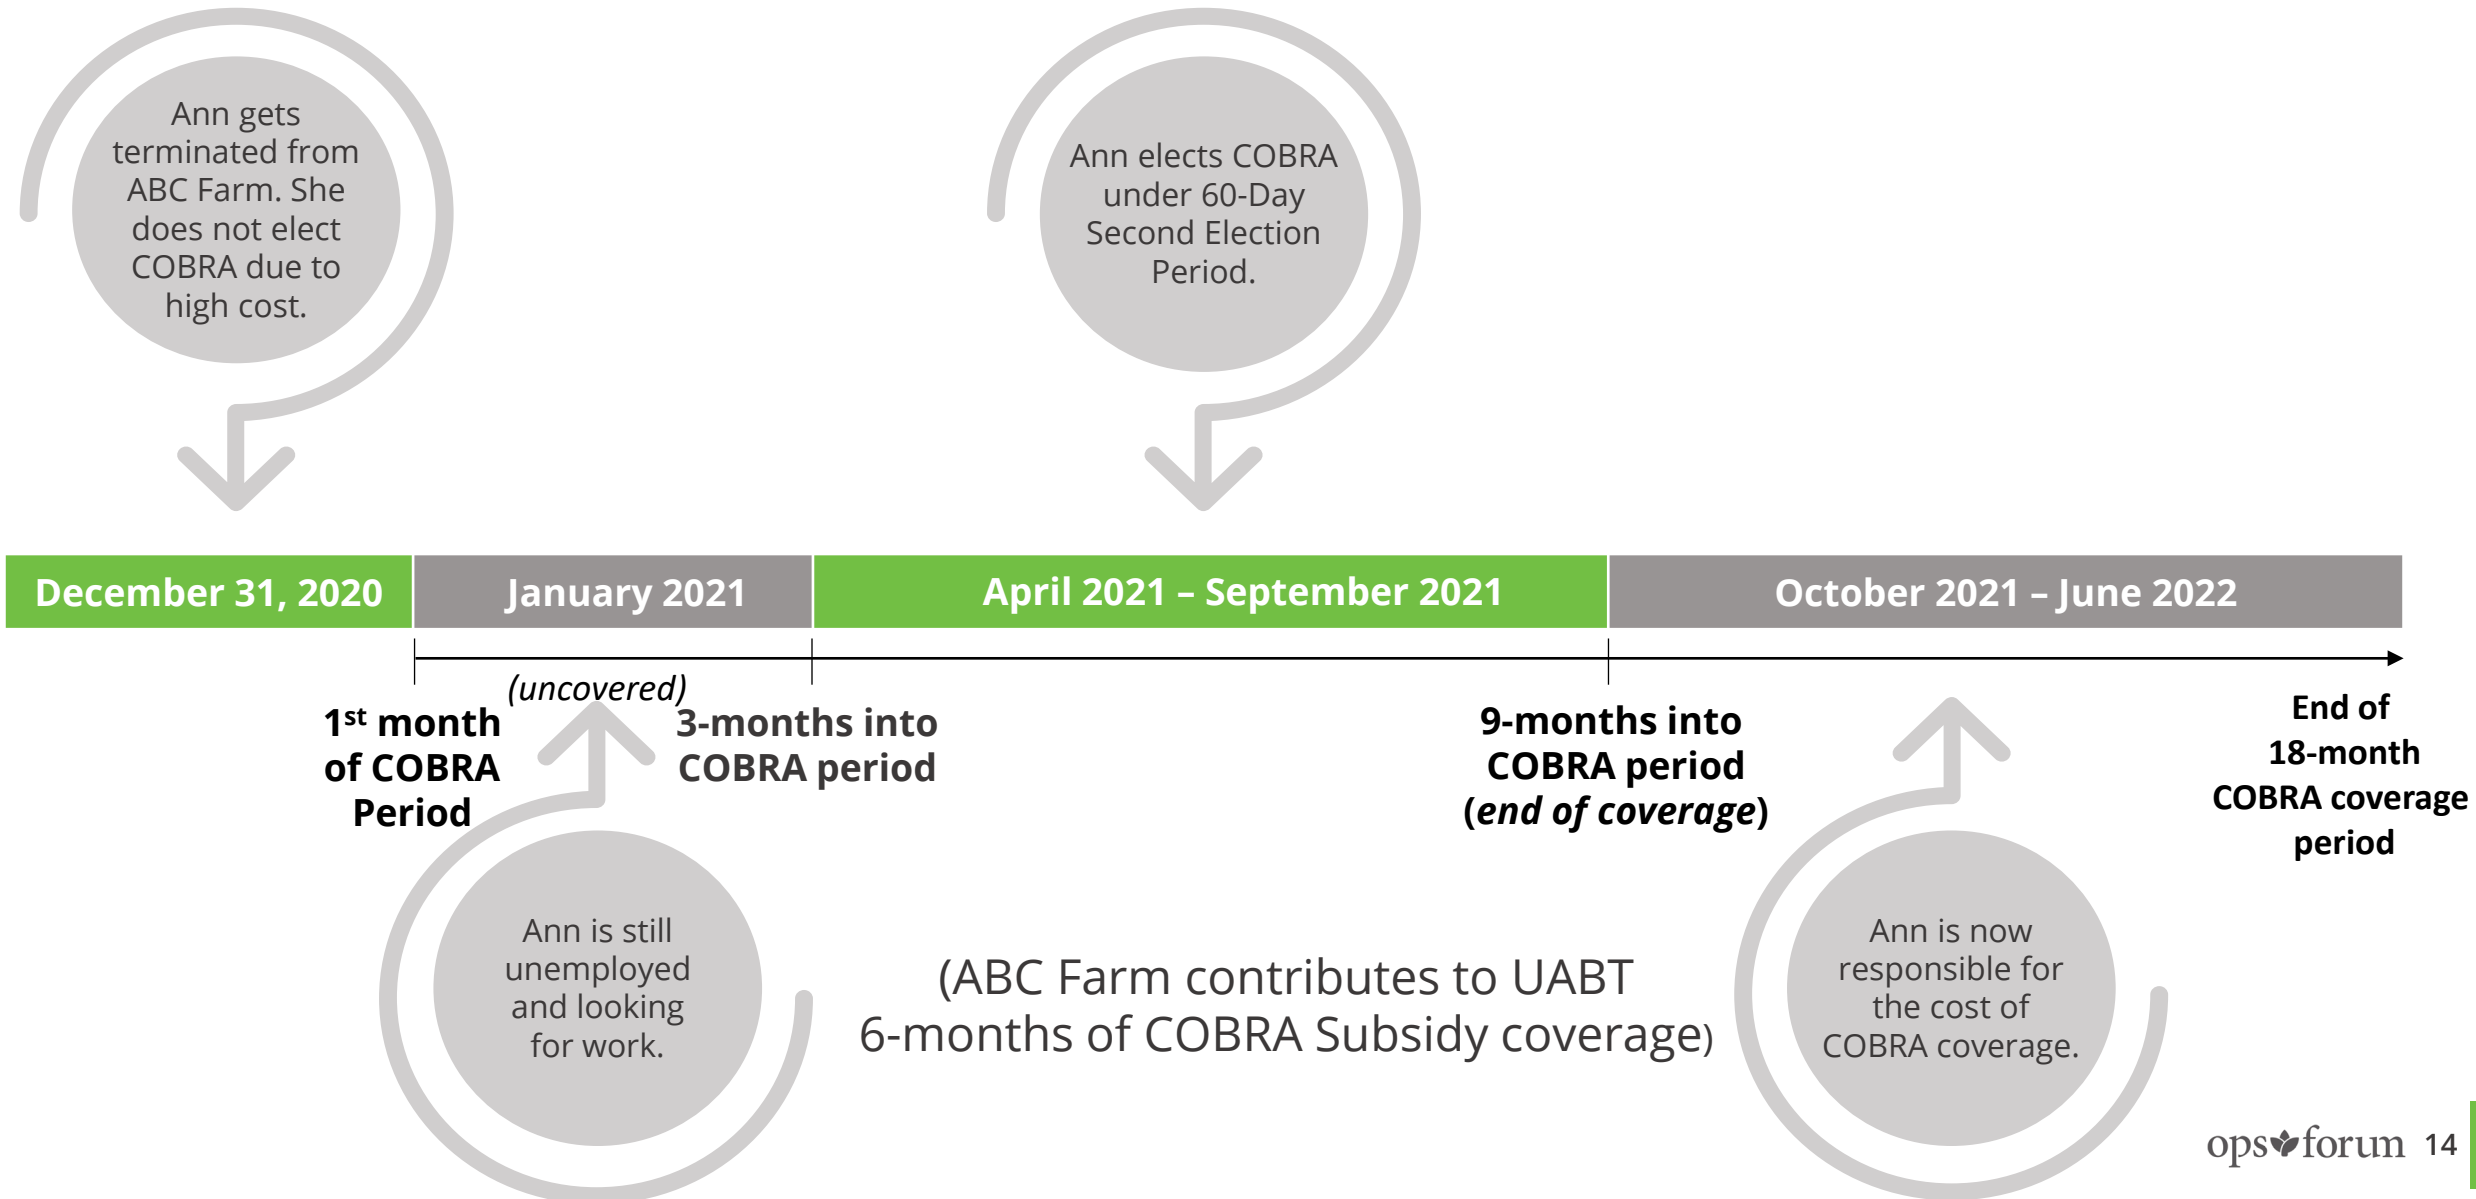 Ann gets
terminated from
ABC Farm. She
does not elect
COBRA due to
high cost.
Ann elects COBRA
under 60-Day
Second Election
Period.
December 31, 2020
January 2021
April 2021 – September 2021
October 2021 – June 2022
(uncovered)
1st month
of COBRA
Period
3-months into
COBRA period
9-months into
COBRA period
(end of coverage)
End of
18-month
COBRA coverage
period
Ann is still
unemployed
and looking
for work.
(ABC Farm contributes to UABT
6-months of COBRA Subsidy coverage)
Ann is now
responsible for
the cost of
COBRA coverage.
ops forum 14